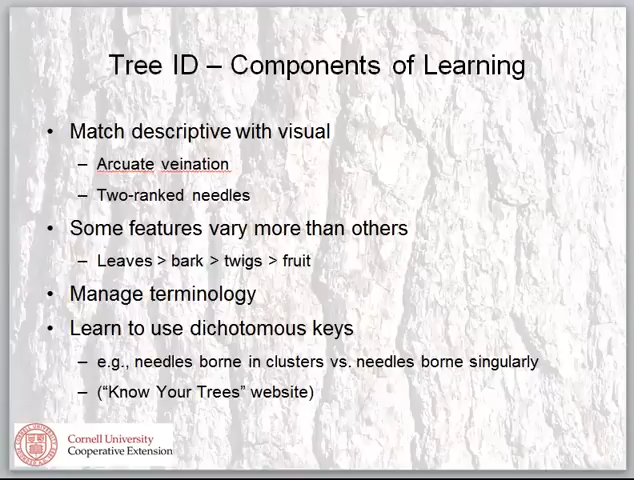 Tree ID – Components of Learning
• Match descriptive with visual
– Arcuate veination
– Two-ranked needles
• Some features vary more than others
– Leaves > bark > twigs > fruit
• Manage terminology
• Learn to use dichotomous keys
– e.g., needles borne in clusters vs. needles borne singularly
– (“Know Your Trees” website)
Cornell University
Cooperative Extension